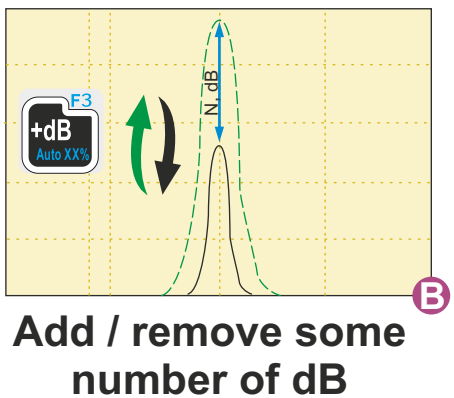 F3
+dB
Auto XX%
N, dB
B
Add / remove some
number of dB